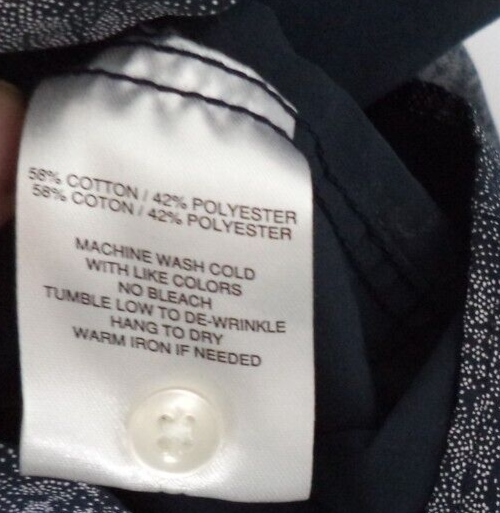 58% COTTON / 42% POLYESTER
58% COTON / 42% POLYESTER
MACHINE WASH COLD
WITH LIKE COLORS
NO BLEACH
TUMBLE LOW TO DE-WRINKLE
HANG TO DRY
WARM IRON IF NEEDED